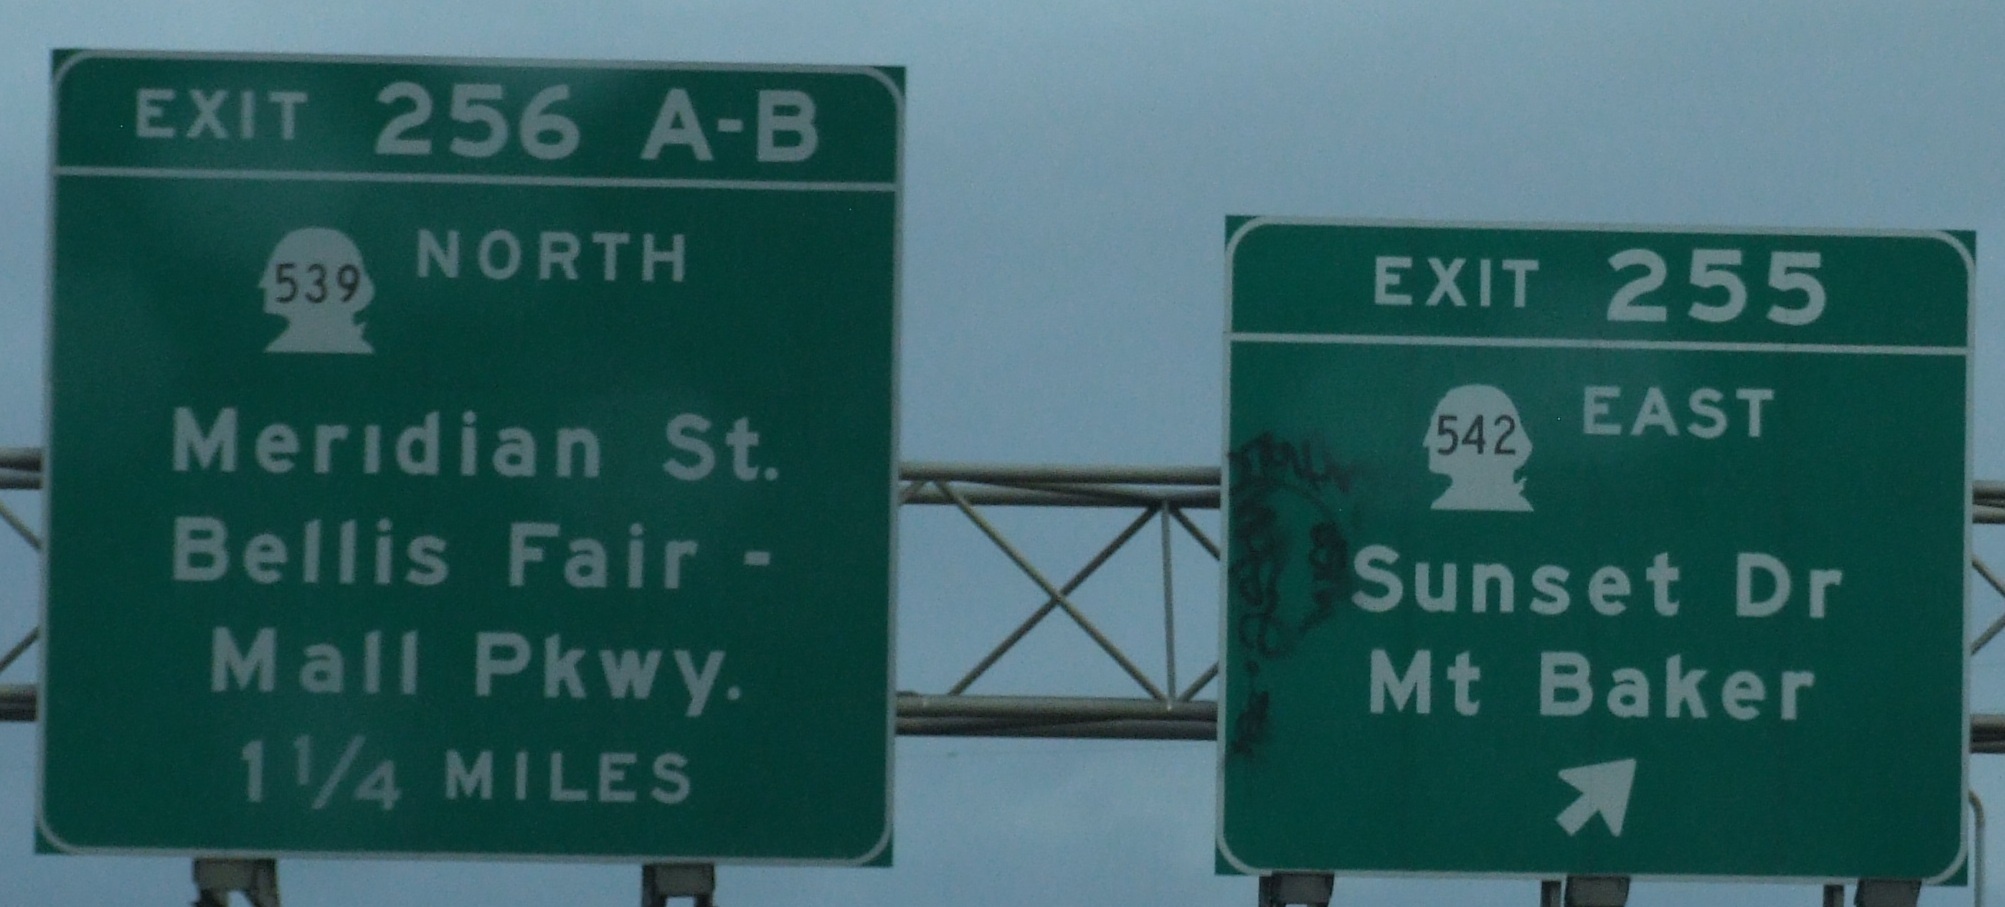 EXIT 256 A-B
539 NORTH
Meridian St.
Bellis Fair -
Mall Pkwy.
1 1/4 MILES
EXIT 255
542 EAST
Sunset Dr
Mt Baker